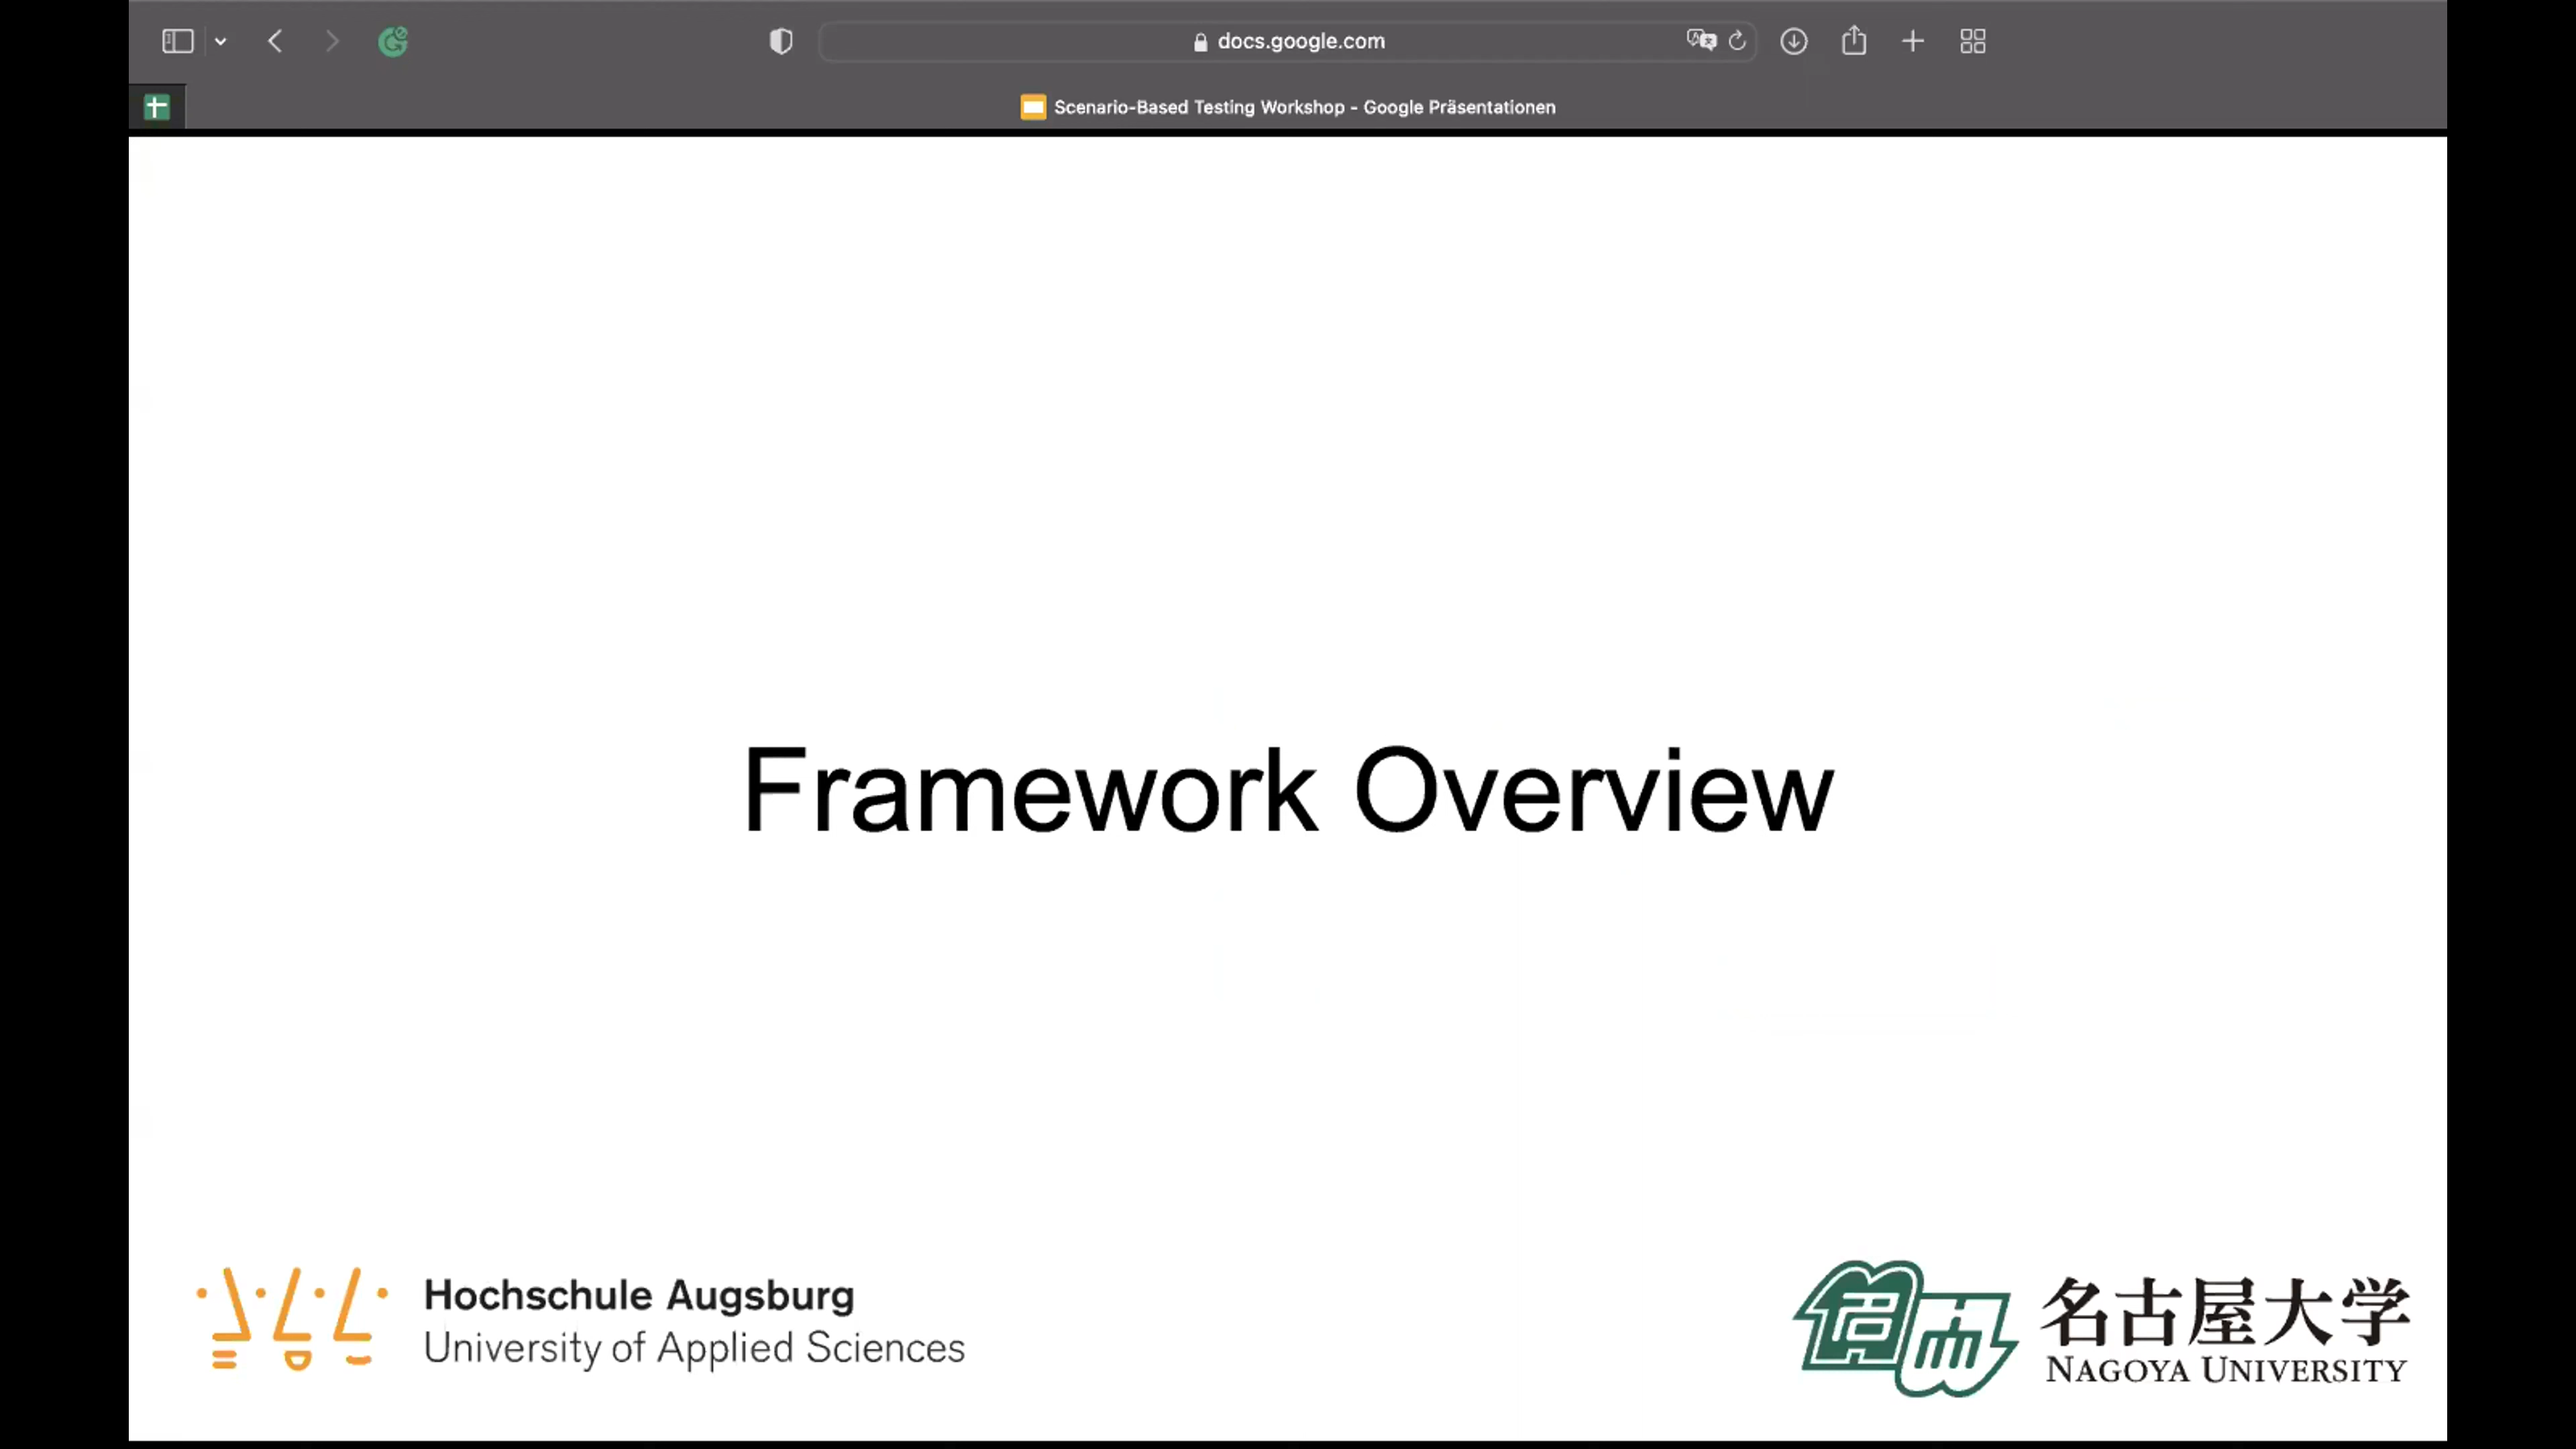 docs.google.com
Scenario-Based Testing Workshop - Google Präsentationen
Framework Overview
Hochschule Augsburg
University of Applied Sciences
名古屋大学
NAGOYA UNIVERSITY